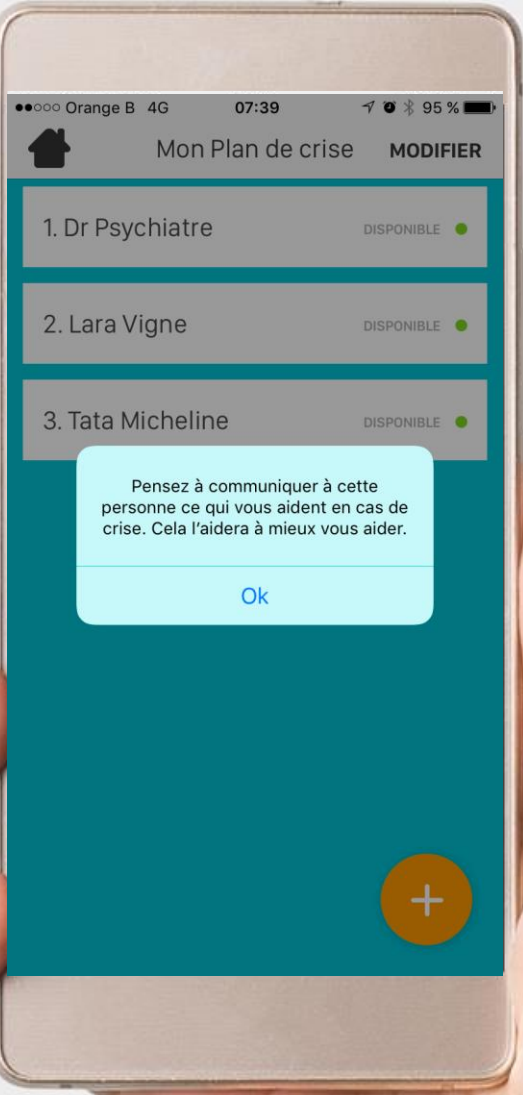 Orange B 4G 07:39 95 %
Mon Plan de crise MODIFIER
1. Dr Psychiatre DISPONIBLE
2. Lara Vigne DISPONIBLE
3. Tata Micheline DISPONIBLE
Pensez à communiquer à cette
personne ce qui vous aident en cas de
crise. Cela l'aidera à mieux vous aider.
Ok
+